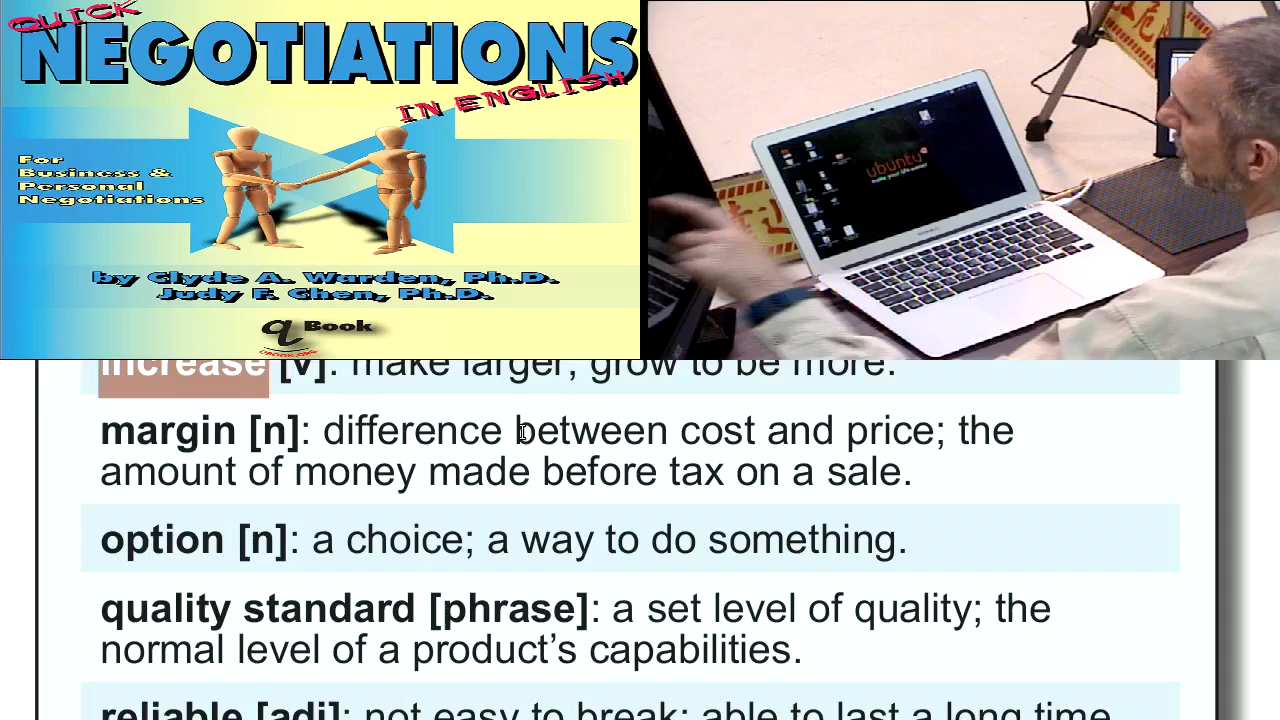 QUICK
NEGOTIATIONS
IN ENGLISH
For
Business &
Personal
Negotiations
by Clyde A. Warden, Ph.D.
Judy F. Chen, Ph.D.
q Book
ubuntu
increase [v]: make larger; grow to be more.
margin [n]: difference between cost and price; the
amount of money made before tax on a sale.
option [n]: a choice; a way to do something.
quality standard [phrase]: a set level of quality; the
normal level of a product’s capabilities.
reliable [adj]: not easy to break; able to last a long time